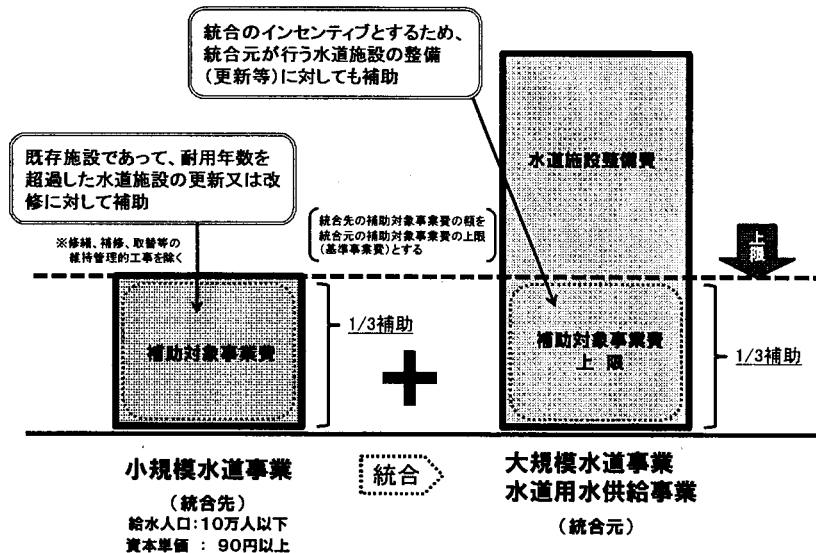 統合のインセンティブとするため、
統合元が行う水道施設の整備
(更新等)に対しても補助
既存施設であって、耐用年数を
超過した水道施設の更新又は改
修に対して補助
※修繕、補修、取替等の
維持管理的工事を除く
統合先の補助対象事業費の額を
統合元の補助対象事業費の上限
(基準事業費)とする
水道施設整備費
上限
補助対象事業費
1/3補助
補助対象事業費
上 限
1/3補助
小規模水道事業
(統合先)
給水人口:10万人以下
資本単価 : 90円以上
統合
大規模水道事業
水道用水供給事業
(統合元)